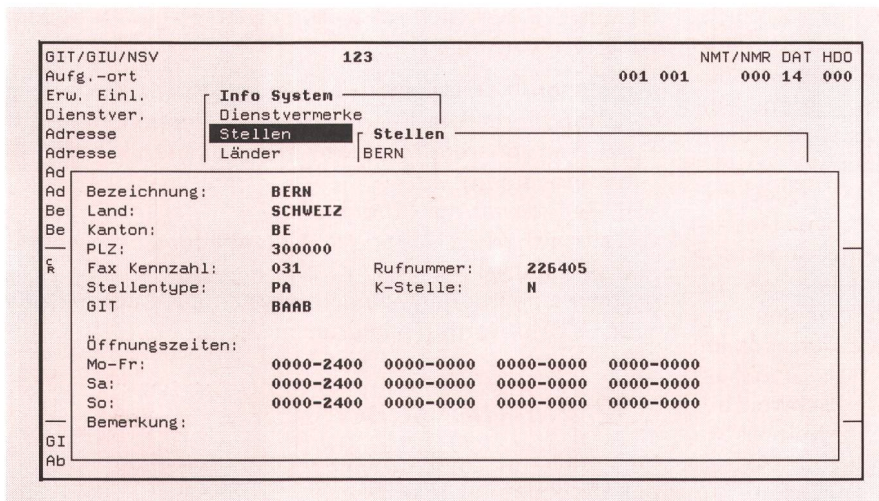 GIT/GIU/NSV 123 NMT/NMR DAT HDO
Aufg.-ort 001 001 000 14 000
Erw. Einl. Info System
Dienstver. Dienstvermerke
Adresse Stellen Stellen
Adresse Länder BERN
Ad
Ad Bezeichnung: BERN
Be Land: SCHWEIZ
Be Kanton: BE
PLZ: 300000
CR Fax Kennzahl: 031 Rufnummer: 226405
Stellentype: PA K-Stelle: N
GIT BAAB
Öffnungszeiten:
Mo-Fr: 0000-2400 0000-0000 0000-0000 0000-0000
Sa: 0000-2400 0000-0000 0000-0000 0000-0000
So: 0000-2400 0000-0000 0000-0000 0000-0000
Bemerkung:
GI
Ab